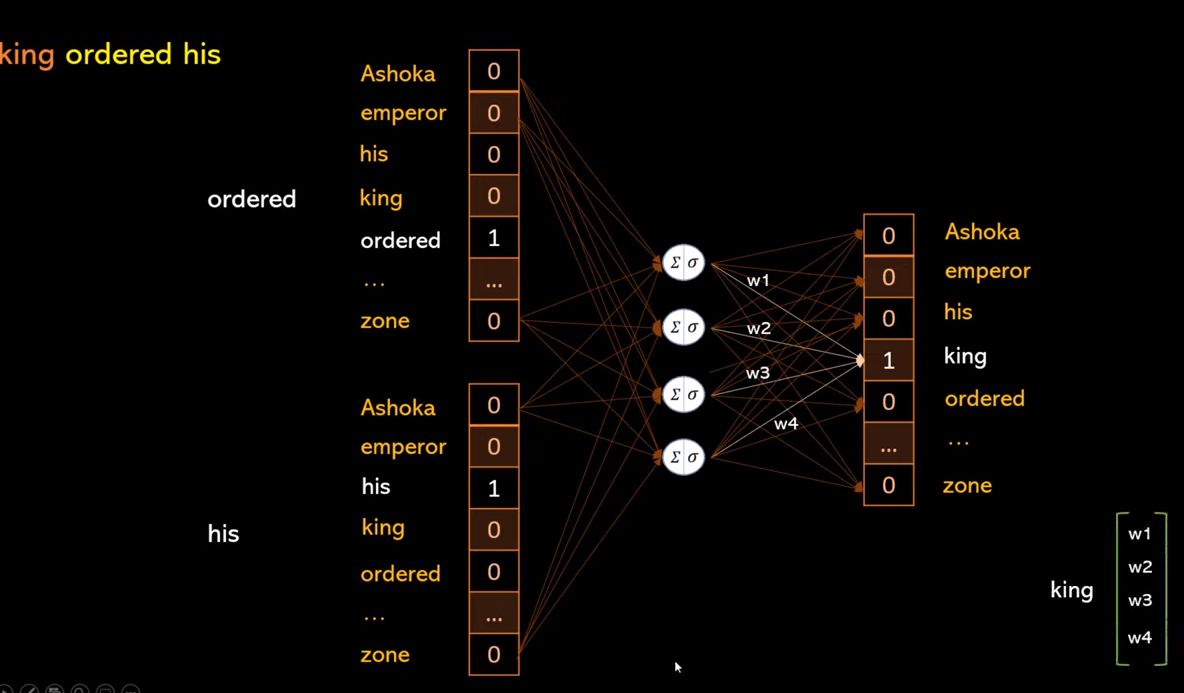 king ordered his
ordered
Ashoka 0
emperor 0
his 0
king 0
ordered 1
... ...
zone 0
his
Ashoka 0
emperor 0
his 1
king 0
ordered 0
... ...
zone 0
Σ σ
Σ σ
Σ σ
Σ σ
w1
w2
w3
w4
0 Ashoka
0 emperor
0 his
1 king
0 ordered
... ...
0 zone
king
w1
w2
w3
w4